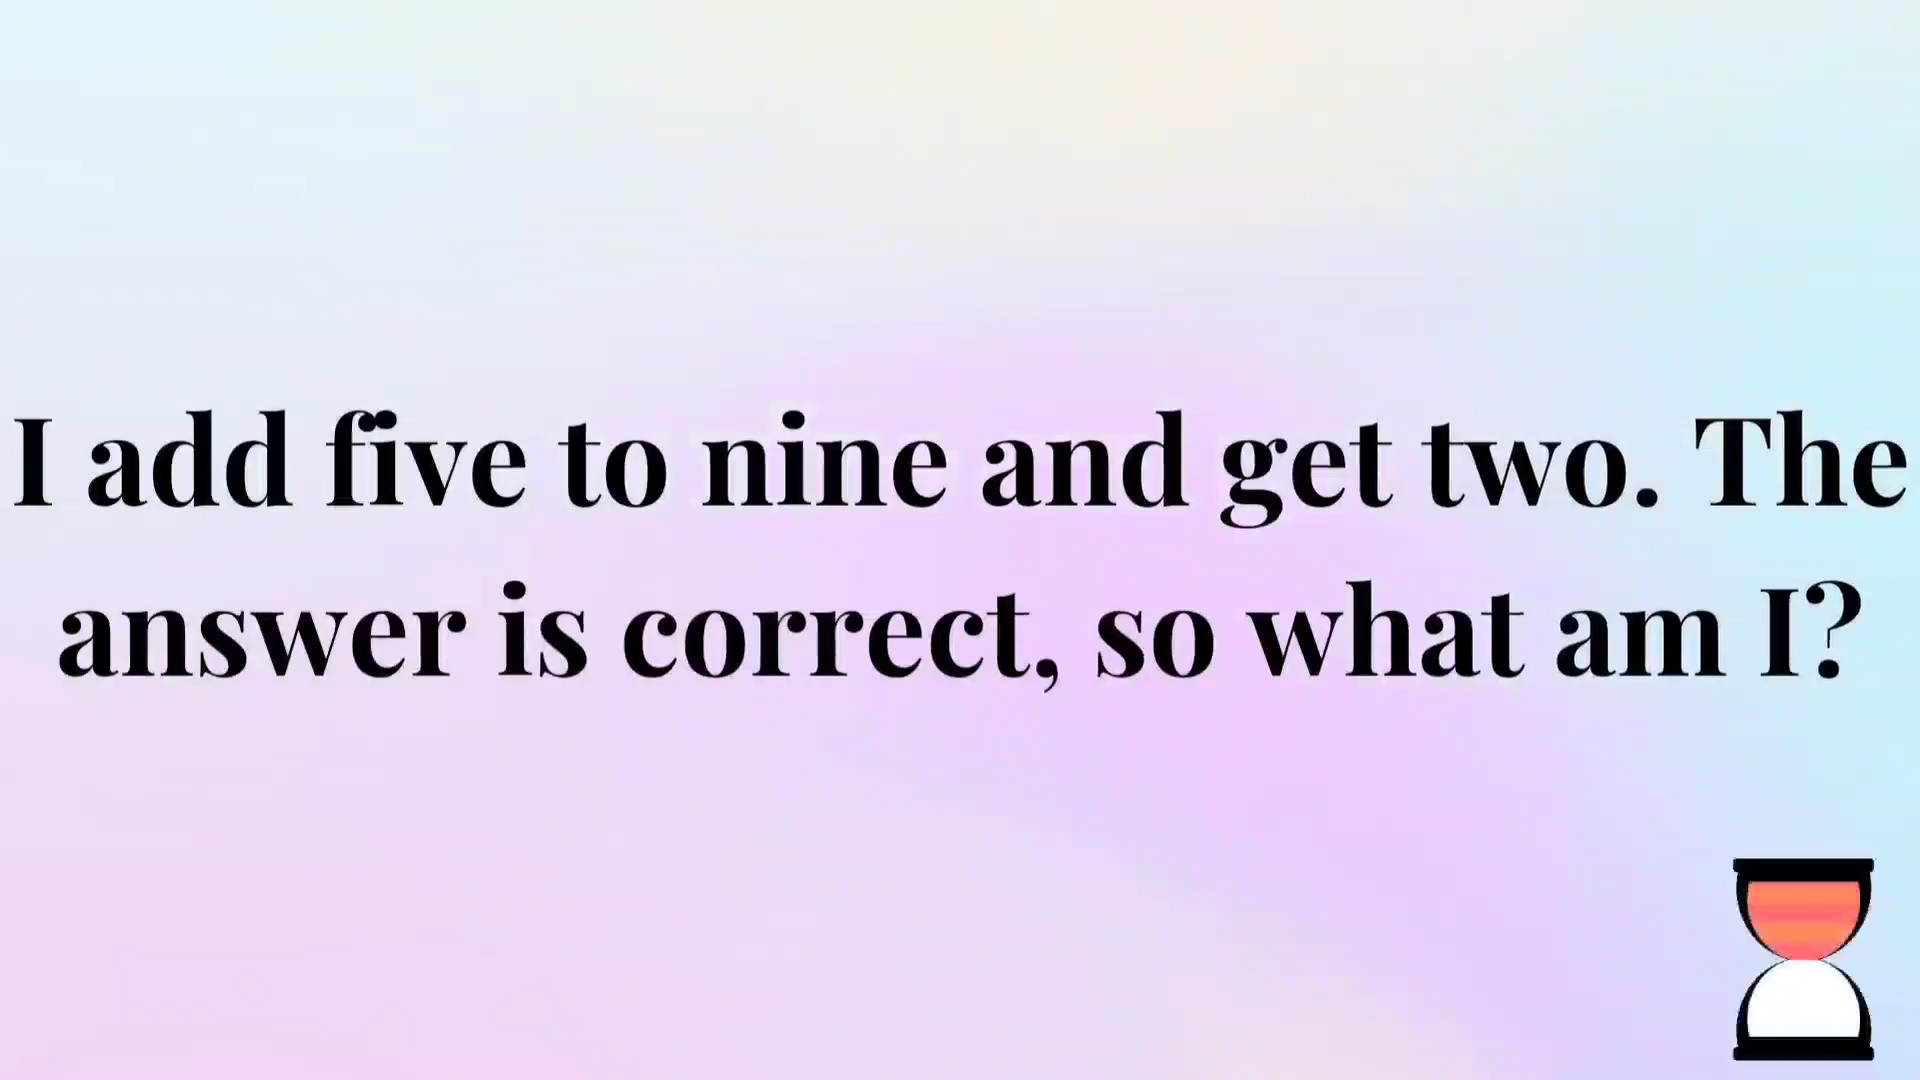 I add five to nine and get two. The
answer is correct, so what am I?